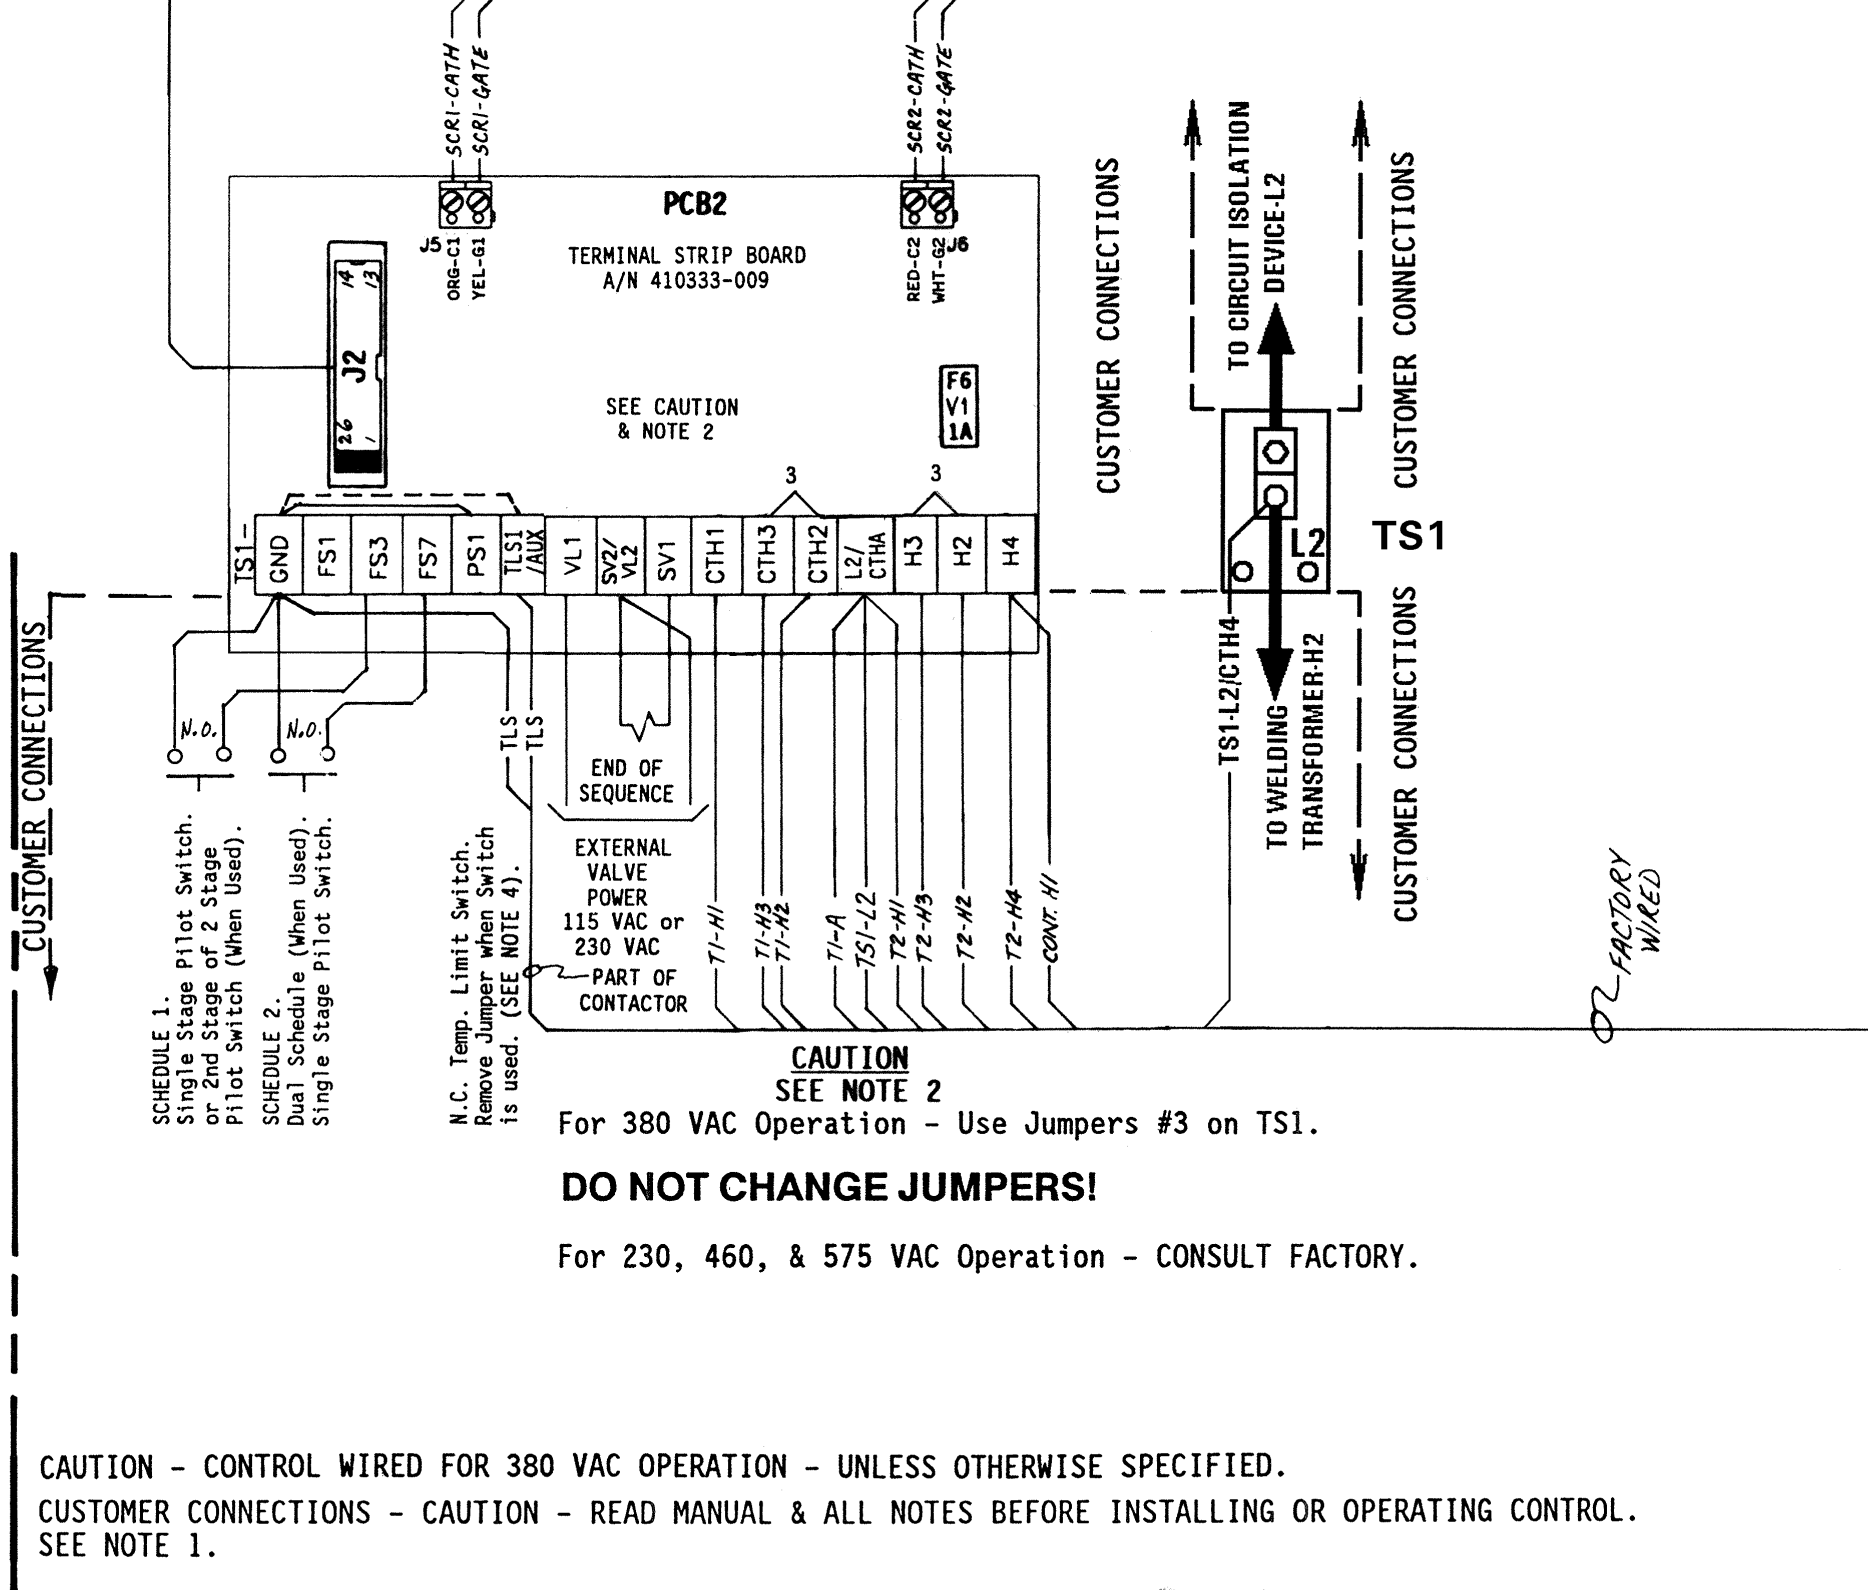 SCR1-CATH
SCR1-GATE
SCR2-CATH
SCR2-GATE
PCB2
TERMINAL STRIP BOARD
A/N 410333-009
J5
ORG-C1
YEL-G1
RED-C2
WHT-G2
J6
J2
14
13
26
1
SEE CAUTION
& NOTE 2
F6
V1
1A
3
3
TS1-
GND
FS1
FS3
FS7
PS1
TLS1
/AUX
VL1
SV2/
VL2
SV1
CTH1
CTH3
CTH2
L2/
CTHA
H3
H2
H4
CUSTOMER CONNECTIONS
TO CIRCUIT ISOLATION
DEVICE-L2
CUSTOMER CONNECTIONS
L2
TS1
TS1-L2/CTH4
TO WELDING
TRANSFORMER-H2
CUSTOMER CONNECTIONS
CUSTOMER CONNECTIONS
N.O.
N.O.
TLS
TLS
END OF
SEQUENCE
EXTERNAL
VALVE
POWER
115 VAC or
230 VAC
PART OF
CONTACTOR
T1-H1
T1-H3
T1-H2
T1-A
TS1-L2
T2-H1
T2-H3
T2-H2
T2-H4
CONT. H1
FACTORY
WIRED
SCHEDULE 1.
Single Stage Pilot Switch.
or 2nd Stage of 2 Stage
Pilot Switch (When Used).
SCHEDULE 2.
Dual Schedule (When Used).
Single Stage Pilot Switch.
N.C. Temp. Limit Switch.
Remove Jumper when Switch
is used. (SEE NOTE 4).
CAUTION
SEE NOTE 2
For 380 VAC Operation - Use Jumpers #3 on TS1.
DO NOT CHANGE JUMPERS!
For 230, 460, & 575 VAC Operation - CONSULT FACTORY.
CAUTION - CONTROL WIRED FOR 380 VAC OPERATION - UNLESS OTHERWISE SPECIFIED.
CUSTOMER CONNECTIONS - CAUTION - READ MANUAL & ALL NOTES BEFORE INSTALLING OR OPERATING CONTROL.
SEE NOTE 1.